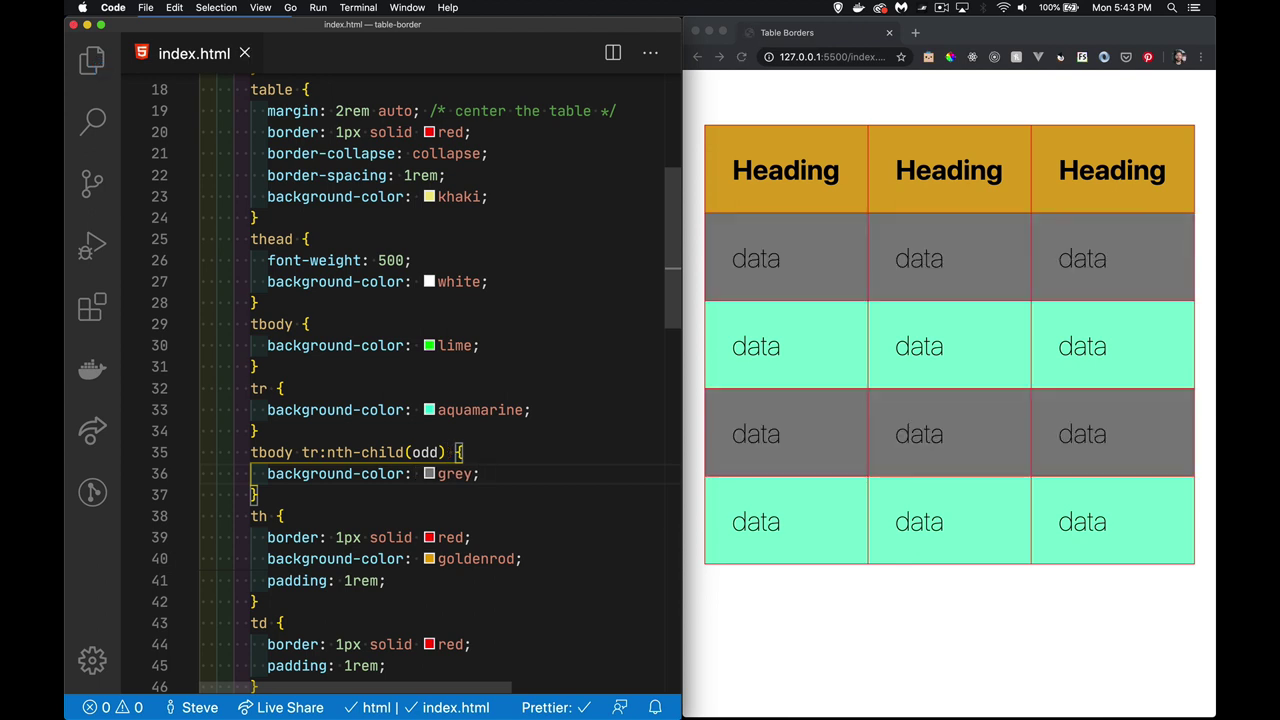 Code File Edit Selection View Go Run Terminal Window Help
100% Mon 5:43 PM
index.html — table-border
index.html
18 table {
19 margin: 2rem auto; /* center the table */
20 border: 1px solid red;
21 border-collapse: collapse;
22 border-spacing: 1rem;
23 background-color: khaki;
24 }
25 thead {
26 font-weight: 500;
27 background-color: white;
28 }
29 tbody {
30 background-color: lime;
31 }
32 tr {
33 background-color: aquamarine;
34 }
35 tbody tr:nth-child(odd) {
36 background-color: grey;
37 }
38 th {
39 border: 1px solid red;
40 background-color: goldenrod;
41 padding: 1rem;
42 }
43 td {
44 border: 1px solid red;
45 padding: 1rem;
46 }
0 0 Steve Live Share html index.html Prettier:
Table Borders
127.0.0.1:5500/index....
Heading Heading Heading
data data data
data data data
data data data
data data data